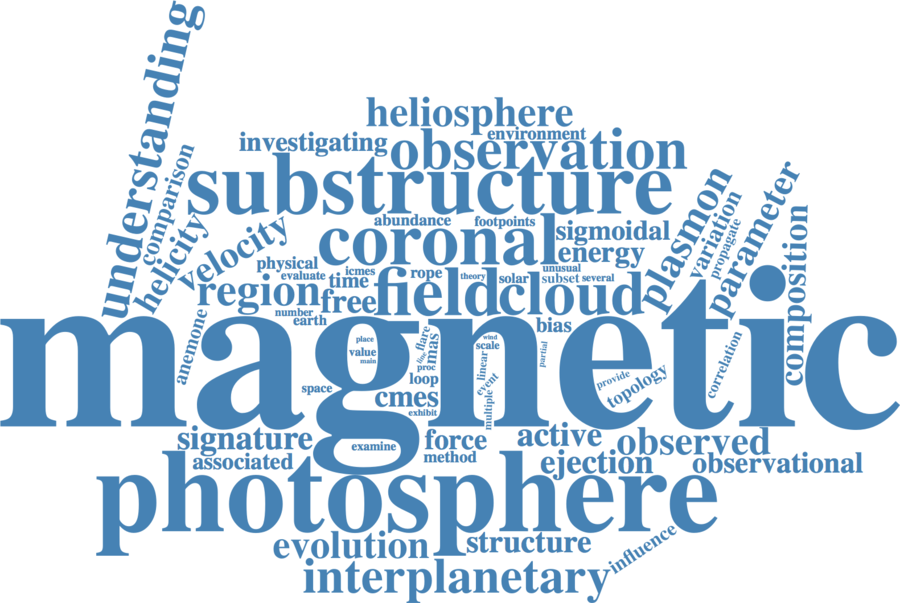 understanding
heliosphere
environment
investigating
observation
comparison
substructure
helicity
velocity
abundance
footpoints
coronal
sigmoidal
plasmon
variation
propagate
parameter
composition
energy
physical
evaluate
icmes
time
rope
theory
solar
unusual
subset
several
region
free
field
cloud
number
earth
bias
magnetic
anemone
place
value
main
flare
line
mas
proc
wind
scale
linear
partial
event
multiple
space
loop
cmes
exhibit
provide
topology
correlation
signature
examine
force
active
observed
associated
method
ejection
observational
photosphere
evolution
structure
influence
interplanetary